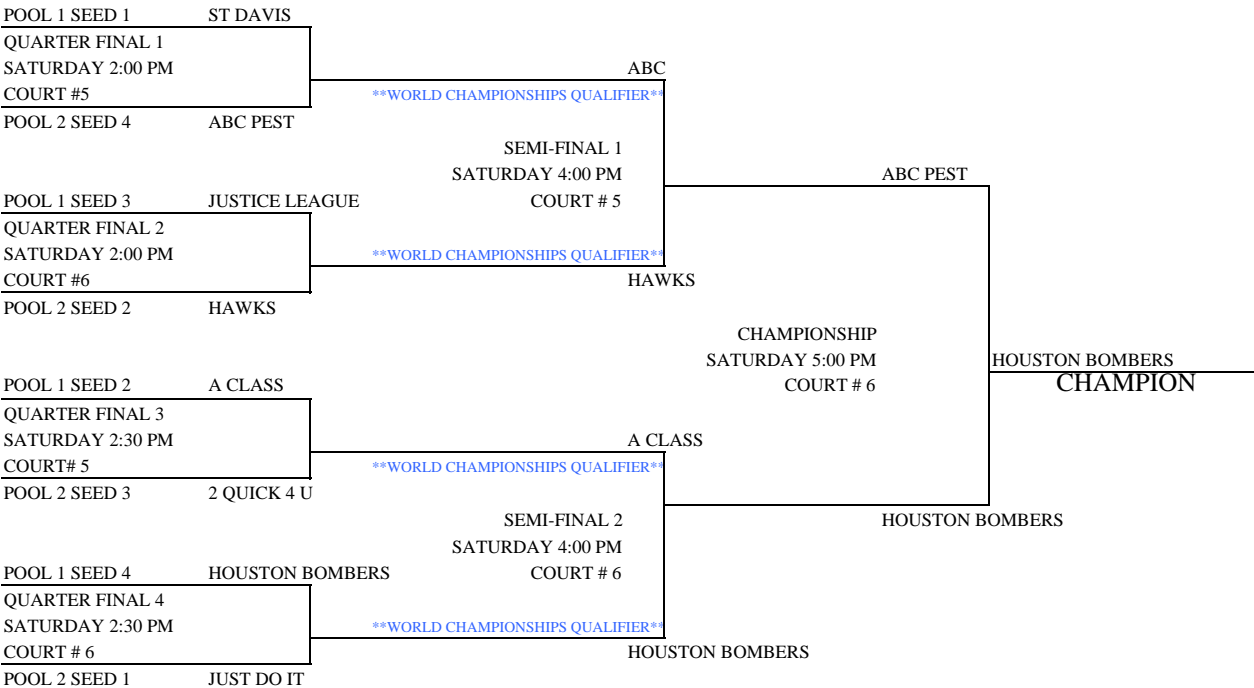 POOL 1 SEED 1 ST DAVIS
QUARTER FINAL 1
SATURDAY 2:00 PM ABC
COURT #5 **WORLD CHAMPIONSHIPS QUALIFIER**
POOL 2 SEED 4 ABC PEST
SEMI-FINAL 1
SATURDAY 4:00 PM ABC PEST
POOL 1 SEED 3 JUSTICE LEAGUE COURT # 5
QUARTER FINAL 2
SATURDAY 2:00 PM **WORLD CHAMPIONSHIPS QUALIFIER**
COURT #6 HAWKS
POOL 2 SEED 2 HAWKS
CHAMPIONSHIP
SATURDAY 5:00 PM HOUSTON BOMBERS
POOL 1 SEED 2 A CLASS COURT # 6 CHAMPION
QUARTER FINAL 3
SATURDAY 2:30 PM A CLASS
COURT# 5 **WORLD CHAMPIONSHIPS QUALIFIER**
POOL 2 SEED 3 2 QUICK 4 U
SEMI-FINAL 2 HOUSTON BOMBERS
SATURDAY 4:00 PM
POOL 1 SEED 4 HOUSTON BOMBERS COURT # 6
QUARTER FINAL 4
SATURDAY 2:30 PM **WORLD CHAMPIONSHIPS QUALIFIER**
COURT # 6 HOUSTON BOMBERS
POOL 2 SEED 1 JUST DO IT